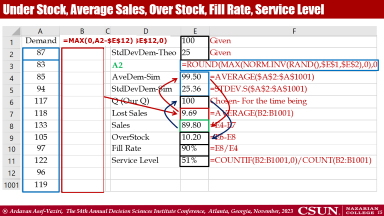 Under Stock, Average Sales, Over Stock, Fill Rate, Service Level
A B C D E F
1 Demand =MAX(0,A2-$E$12) >E$12,0) 100 Given
2 87 StdDevDem-Theo 25 Given
3 83 A2 =ROUND(MAX(NORM.INV(RAND(),$E$1,$E$2),0),0
4 85 AveDem-Sim 99.50 =AVERAGE($A$2:$A$1001)
5 94 StdDevDem-Sim 25.36 =STDEV.S($A$2:$A$1001)
6 117 Q (Our Q) 100 Chosen- For the time being
7 118 Lost Sales 9.69 =AVERAGE(B2:B1001)
8 133 Sales 89.80 =E4-E7
9 105 OverStock 10.20 =E6-E8
10 97 Fill Rate 90% =E8/E4
11 122 Service Level 51% =COUNTIF(B2:B1001,0)/COUNT(B2:B1001)
12 96
1001 119
Ardavan Asef-Vaziri, The 54th Annual Decision Sciences Institute Conference, Atlanta, Georgia, November, 2023
CSUN NAZARIAN
COLLEGE